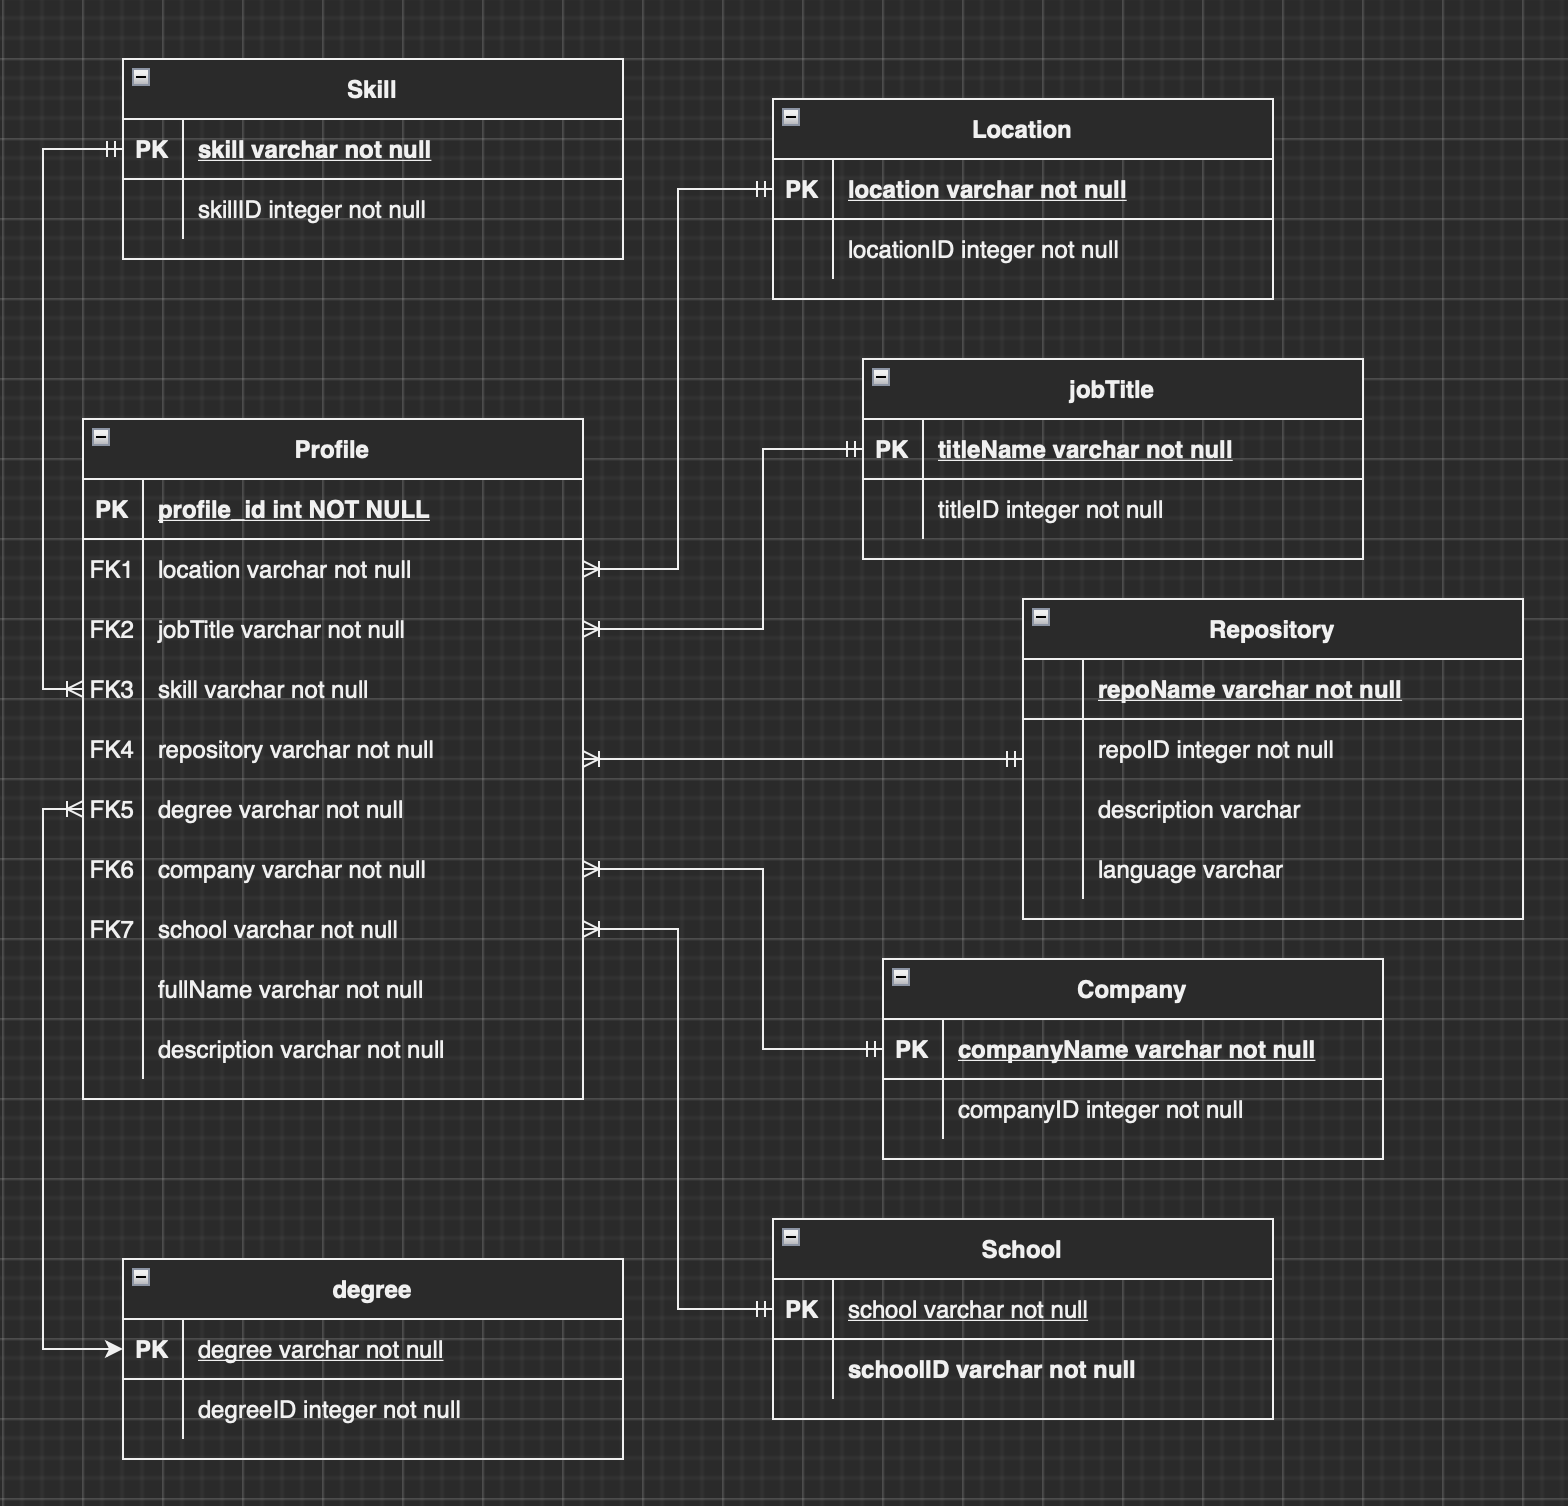 Skill
PK skill varchar not null
skillID integer not null
Location
PK location varchar not null
locationID integer not null
jobTitle
PK titleName varchar not null
titleID integer not null
Profile
PK profile_id int NOT NULL
FK1 location varchar not null
FK2 jobTitle varchar not null
FK3 skill varchar not null
FK4 repository varchar not null
FK5 degree varchar not null
FK6 company varchar not null
FK7 school varchar not null
fullName varchar not null
description varchar not null
Repository
repoName varchar not null
repoID integer not null
description varchar
language varchar
Company
PK companyName varchar not null
companyID integer not null
School
PK school varchar not null
schoolID varchar not null
degree
PK degree varchar not null
degreeID integer not null